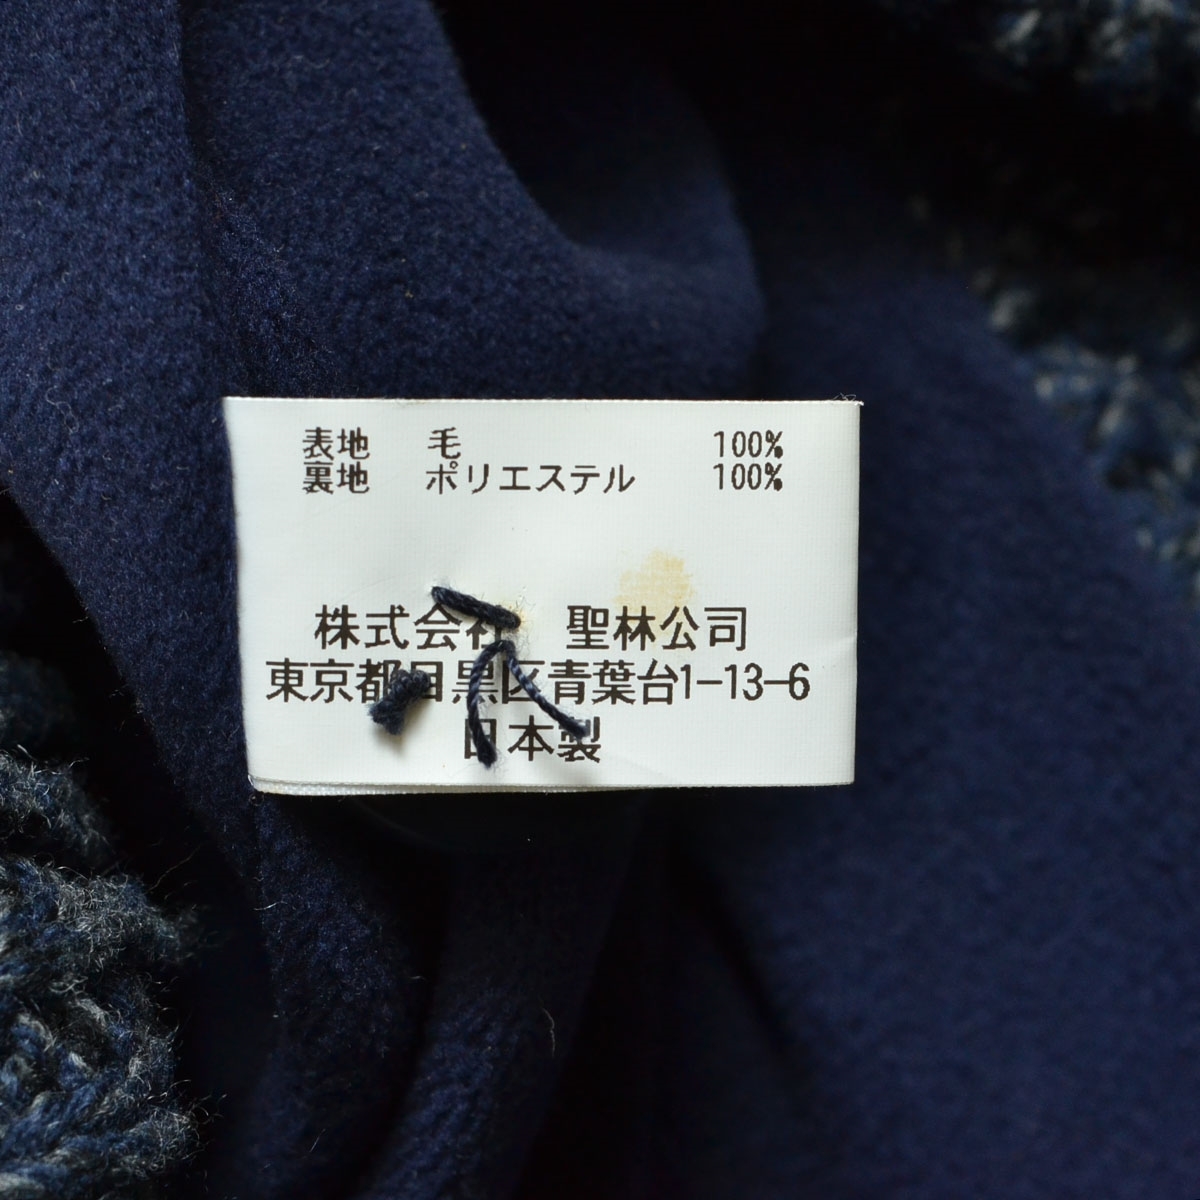 表地 毛 100%
裏地 ポリエステル 100%
株式会社 聖林公司
東京都目黒区青葉台1-13-6
日本製